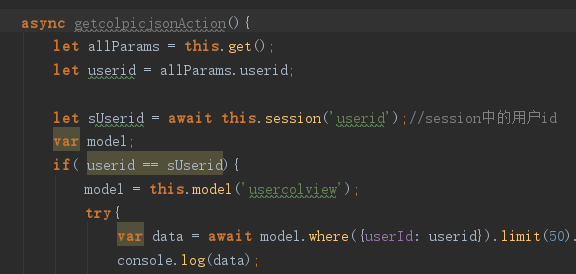 async getcolpicjsonAction(){
let allParams = this.get();
let userid = allParams.userid;
let sUserid = await this.session('userid');//session中的用户id
var model;
if( userid == sUserid){
model = this.model('usercolview');
try{
var data = await model.where({userId: userid}).limit(50).
console.log(data);